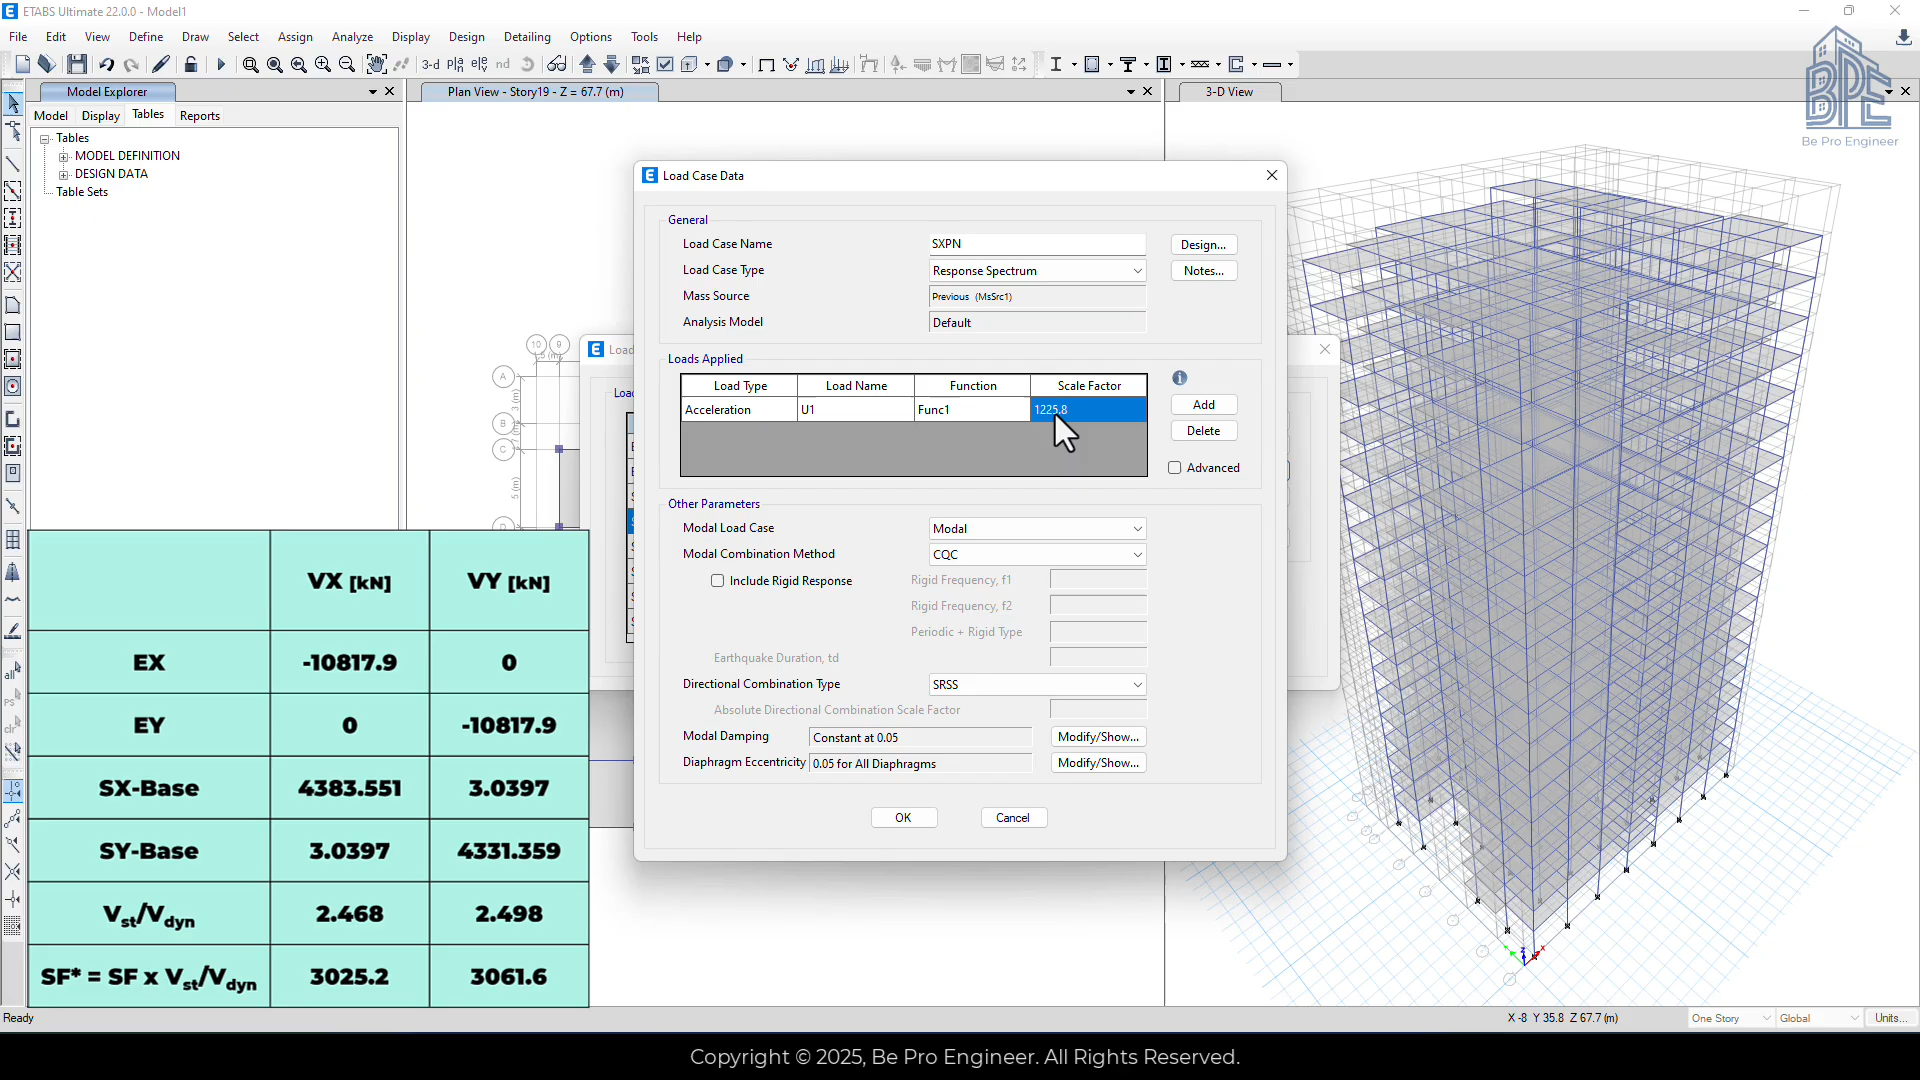 ETABS Ultimate 22.0.0 - Model1
File Edit View Define Draw Select Assign Analyze Display Design Detailing Options Tools Help
3-d Plạ elẹ nd
Model Explorer
Plan View - Story19 - Z = 67.7 (m)
3-D View
Model Display Tables Reports
Tables
MODEL DEFINITION
DESIGN DATA
Table Sets
BPE
Be Pro Engineer
Load Case Data
General
Load Case Name SXPN Design...
Load Case Type Response Spectrum Notes...
Mass Source Previous (MsSrc1)
Analysis Model Default
Loads Applied
Load Type Load Name Function Scale Factor
Acceleration U1 Func1 1225.8
Add
Delete
Advanced
Other Parameters
Modal Load Case Modal
Modal Combination Method CQC
Include Rigid Response Rigid Frequency, f1
Rigid Frequency, f2
Periodic + Rigid Type
Earthquake Duration, td
Directional Combination Type SRSS
Absolute Directional Combination Scale Factor
Modal Damping Constant at 0.05 Modify/Show...
Diaphragm Eccentricity 0.05 for All Diaphragms Modify/Show...
OK Cancel
10 9
A
3 (m)
B
C
5 (m)
D
VX [kN] VY [kN]
EX -10817.9 0
EY 0 -10817.9
SX-Base 4383.551 3.0397
SY-Base 3.0397 4331.359
Vst/Vdyn 2.468 2.498
SF* = SF x Vst/Vdyn 3025.2 3061.6
Ready
X -8 Y 35.8 Z 67.7 (m)
One Story Global Units...
Copyright © 2025, Be Pro Engineer. All Rights Reserved.